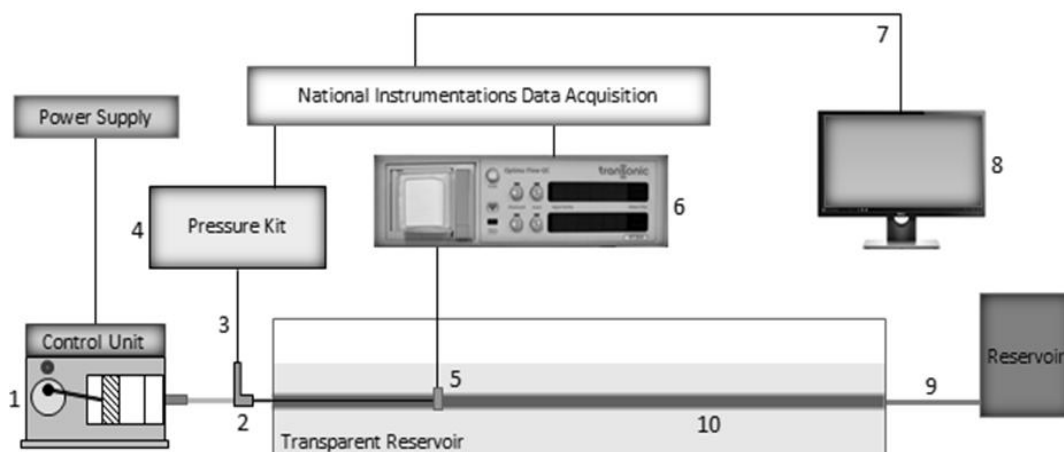 7
National Instrumentations Data Acquisition
Power Supply
8
transonic
6
4
Pressure Kit
3
Control Unit
Reservoir
5
1
9
2
10
Transparent Reservoir